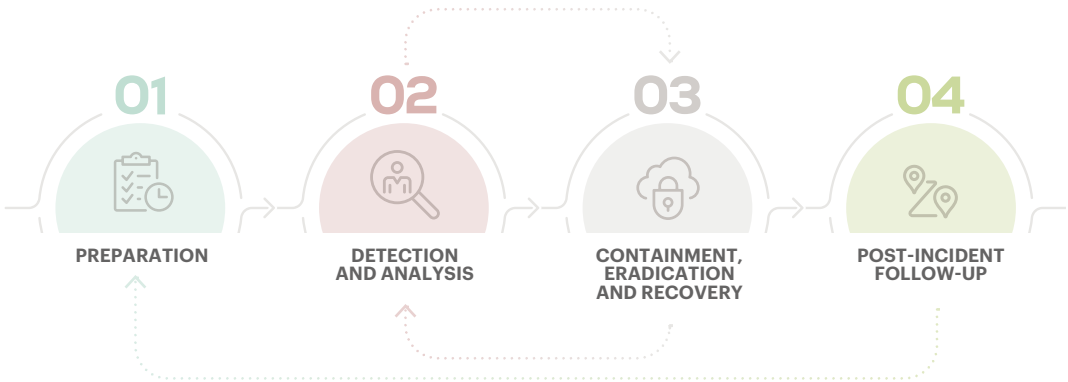 01
PREPARATION
02
DETECTION
AND ANALYSIS
03
CONTAINMENT,
ERADICATION
AND RECOVERY
04
POST-INCIDENT
FOLLOW-UP